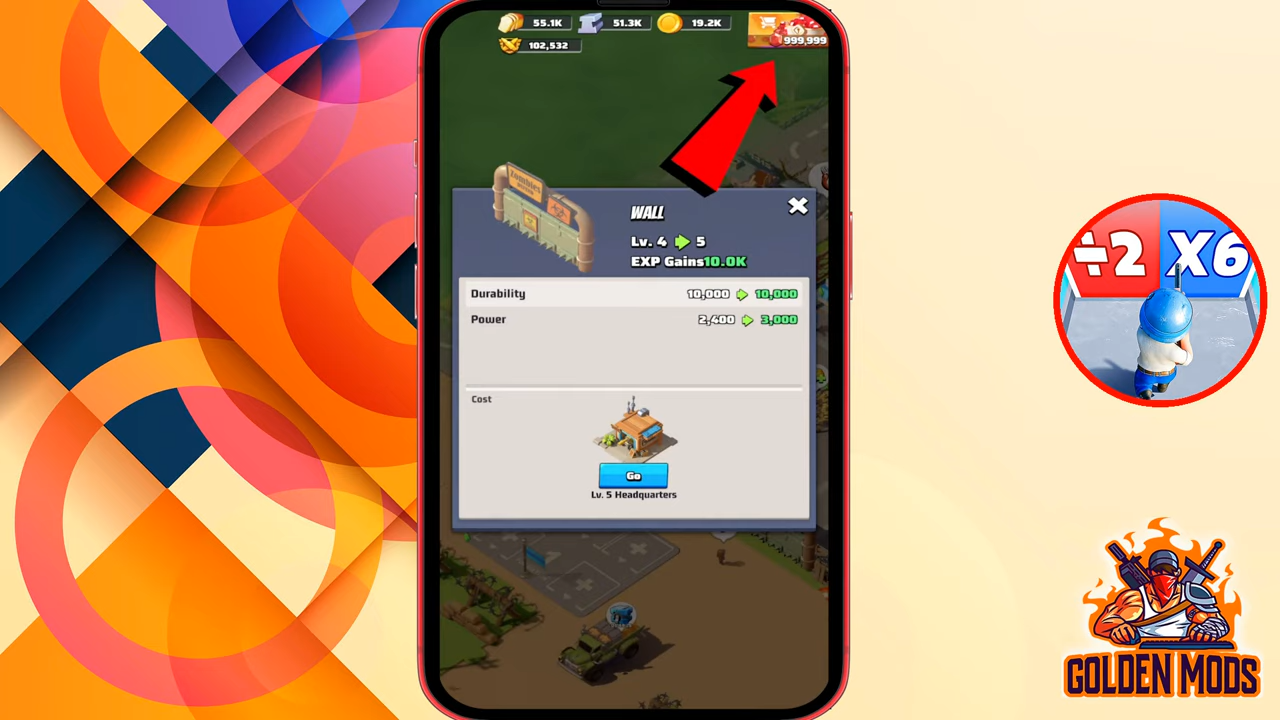 55.1K 51.3K 19.2K
999,999
102,532
Zombies
WALL
Lv. 4 5
EXP Gains10.0K
Durability 10,000 10,000
Power 2,400 3,000
Cost
Go
Lv. 5 Headquarters
÷2 X6
GOLDEN MODS